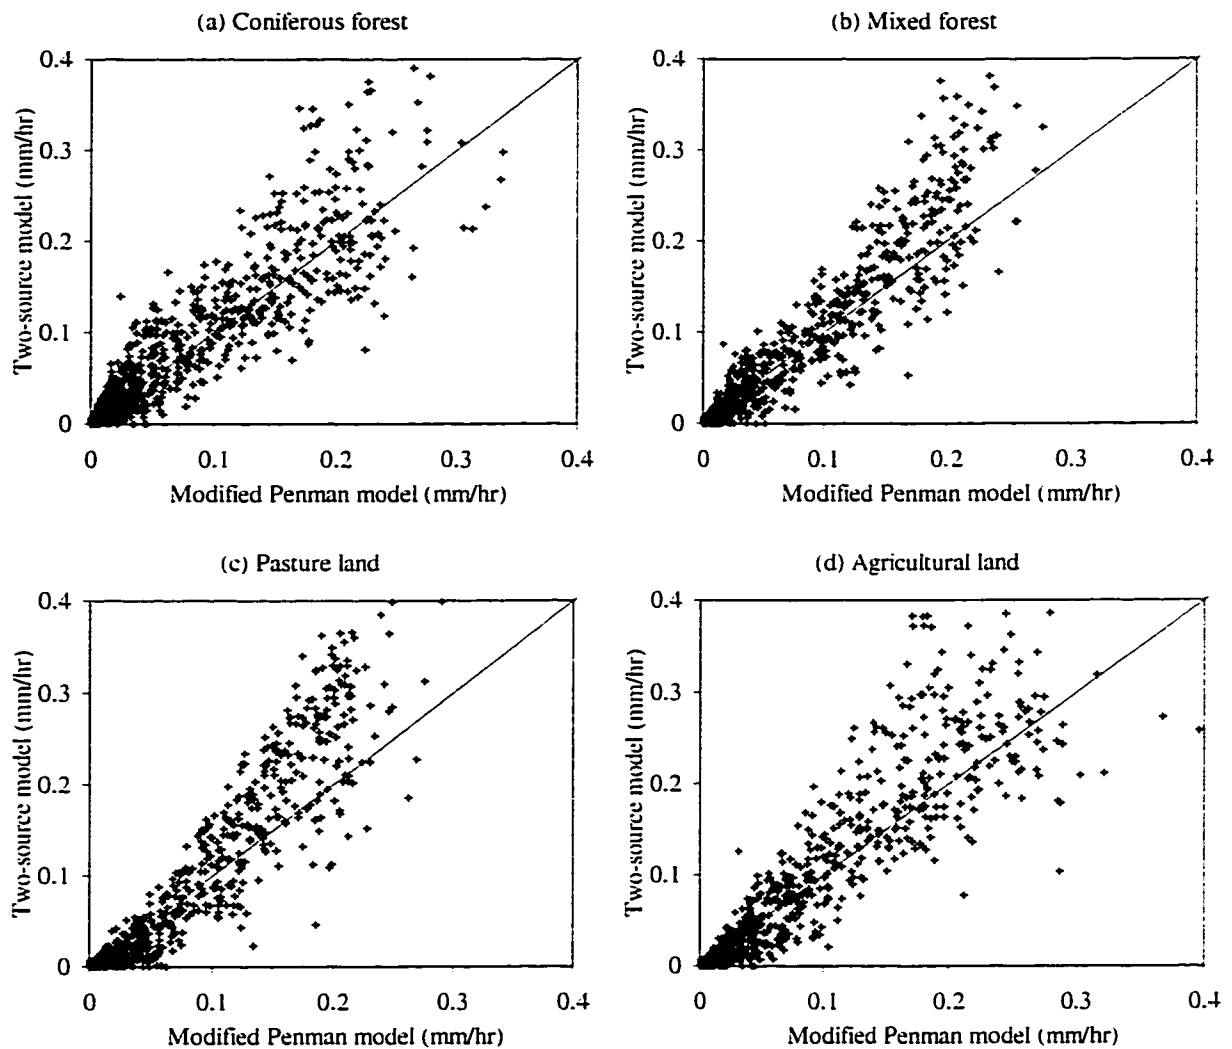 (a) Coniferous forest
(b) Mixed forest
0.4
0.3
0.2
0.1
0
Two-source model (mm/hr)
0 0.1 0.2 0.3 0.4
Modified Penman model (mm/hr)
0.4
0.3
0.2
0.1
0
Two-source model (mm/hr)
0 0.1 0.2 0.3 0.4
Modified Penman model (mm/hr)
(c) Pasture land
(d) Agricultural land
0.4
0.3
0.2
0.1
0
Two-source model (mm/hr)
0 0.1 0.2 0.3 0.4
Modified Penman model (mm/hr)
0.4
0.3
0.2
0.1
0
Two-source model (mm/hr)
0 0.1 0.2 0.3 0.4
Modified Penman model (mm/hr)